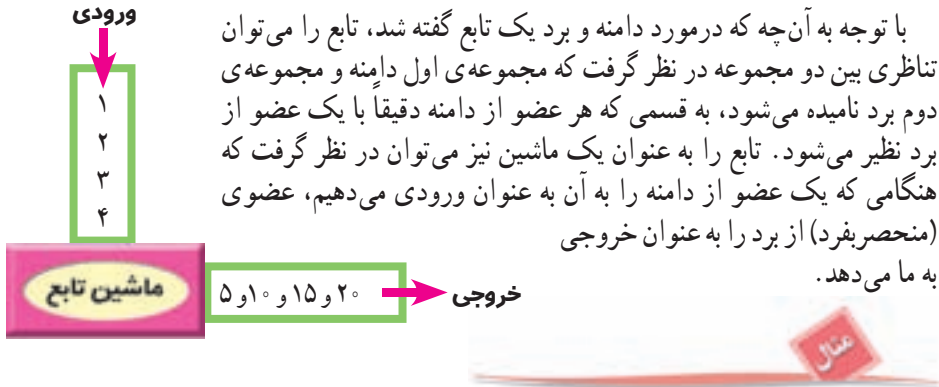 با توجه به آن‌چه که درمورد دامنه و برد یک تابع گفته شد، تابع را می‌توان
تناظری بین دو مجموعه در نظر گرفت که مجموعه‌ی اول دامنه و مجموعه‌ی
دوم برد نامیده می‌شود، به قسمی که هر عضو از دامنه دقیقاً با یک عضو از
برد نظیر می‌شود. تابع را به عنوان یک ماشین نیز می‌توان در نظر گرفت که
هنگامی که یک عضو از دامنه را به آن به عنوان ورودی می‌دهیم، عضوی
(منحصربفرد) از برد را به عنوان خروجی
به ما می‌دهد.
ورودی
۱
۲
۳
۴
ماشین تابع
۲۰ و ۱۵ و ۱۰ و ۵
خروجی
مثال